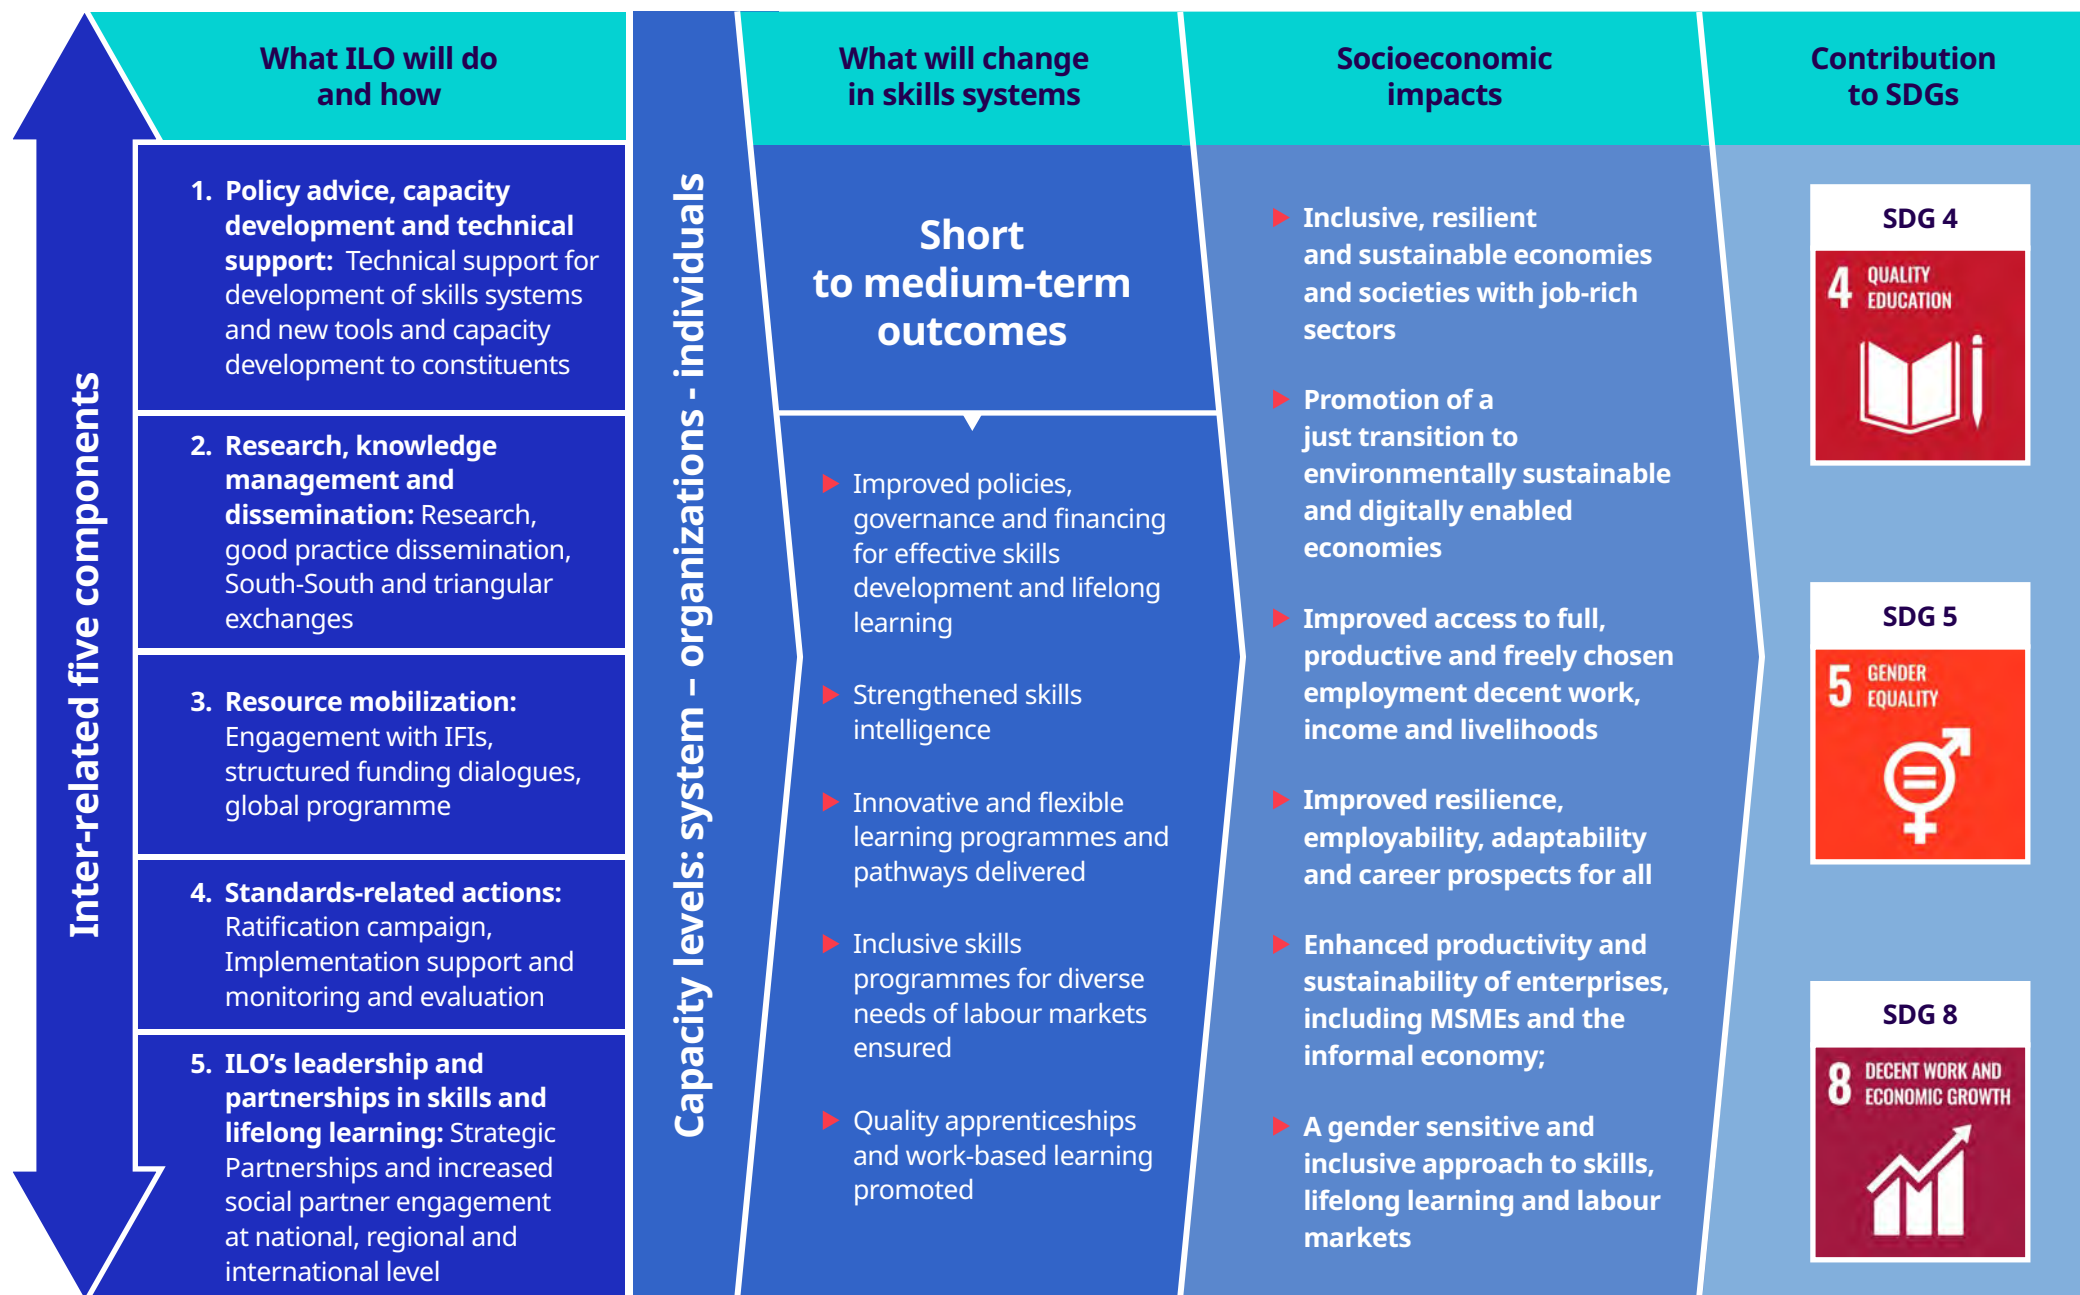 Inter-related five components
What ILO will do
and how
1. Policy advice, capacity
development and technical
support: Technical support for
development of skills systems
and new tools and capacity
development to constituents
2. Research, knowledge
management and
dissemination: Research,
good practice dissemination,
South-South and triangular
exchanges
3. Resource mobilization:
Engagement with IFIs,
structured funding dialogues,
global programme
4. Standards-related actions:
Ratification campaign,
Implementation support and
monitoring and evaluation
5. ILO’s leadership and
partnerships in skills and
lifelong learning: Strategic
Partnerships and increased
social partner engagement
at national, regional and
international level
Capacity levels: system – organizations - individuals
What will change
in skills systems
Short
to medium-term
outcomes
Improved policies,
governance and financing
for effective skills
development and lifelong
learning
Strengthened skills
intelligence
Innovative and flexible
learning programmes and
pathways delivered
Inclusive skills
programmes for diverse
needs of labour markets
ensured
Quality apprenticeships
and work-based learning
promoted
Socioeconomic
impacts
Inclusive, resilient
and sustainable economies
and societies with job-rich
sectors
Promotion of a
just transition to
environmentally sustainable
and digitally enabled
economies
Improved access to full,
productive and freely chosen
employment decent work,
income and livelihoods
Improved resilience,
employability, adaptability
and career prospects for all
Enhanced productivity and
sustainability of enterprises,
including MSMEs and the
informal economy;
A gender sensitive and
inclusive approach to skills,
lifelong learning and labour
markets
Contribution
to SDGs
SDG 4
4 QUALITY
EDUCATION
SDG 5
5 GENDER
EQUALITY
SDG 8
8 DECENT WORK AND
ECONOMIC GROWTH